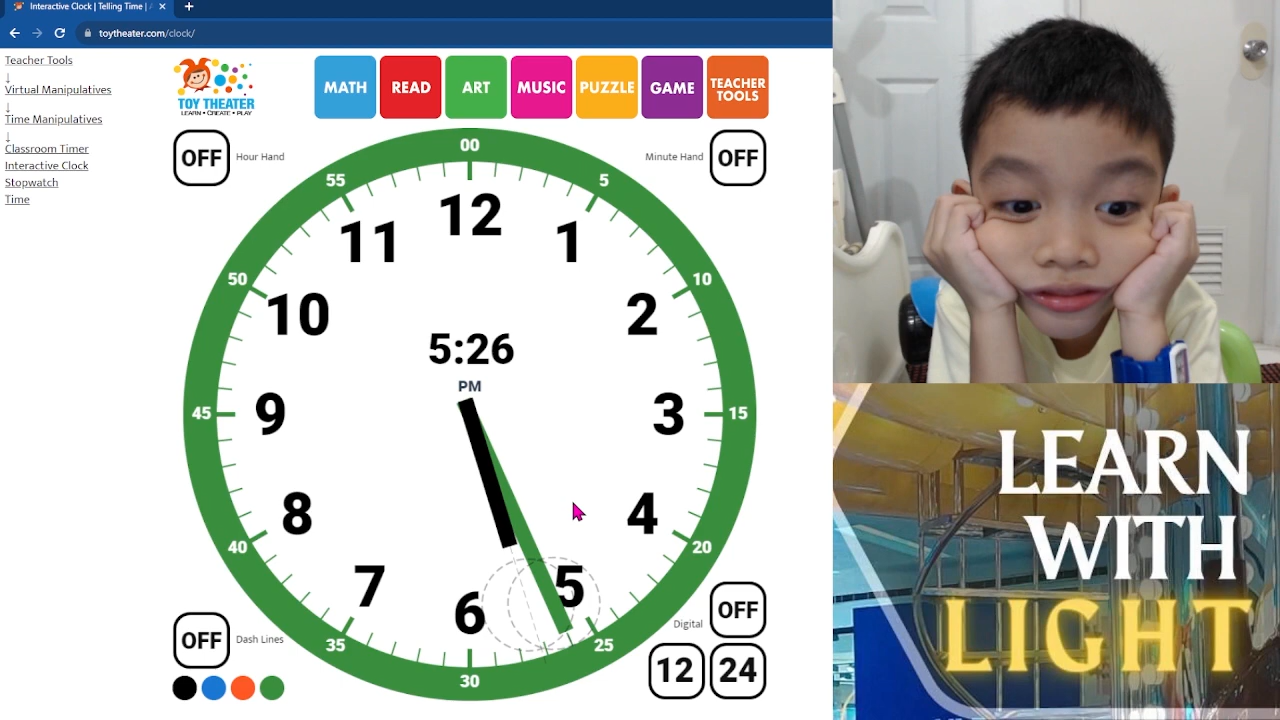 Interactive Clock | Telling Time |
toytheater.com/clock/
Teacher Tools
↓
Virtual Manipulatives
↓
Time Manipulatives
↓
Classroom Timer
Interactive Clock
Stopwatch
Time
TOY THEATER
LEARN • CREATE • PLAY
MATH
READ
ART
MUSIC
PUZZLE
GAME
TEACHER
TOOLS
OFF
Hour Hand
Minute Hand
OFF
00
5
10
15
20
25
30
35
40
45
50
55
12
1
2
3
4
5
6
7
8
9
10
11
5:26
PM
OFF
Dash Lines
Digital
OFF
12
24
LEARN
WITH
LIGHT